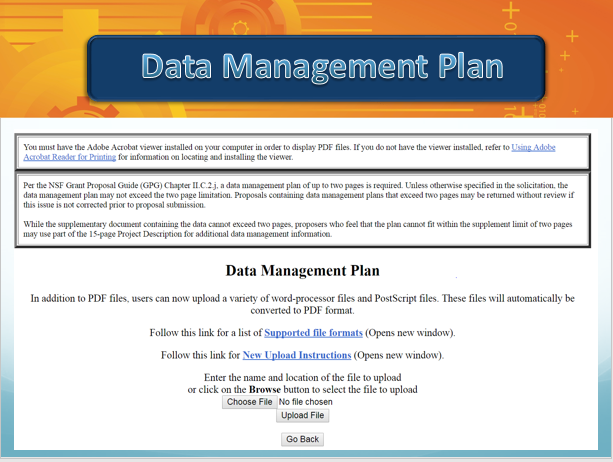 Data Management Plan
You must have the Adobe Acrobat viewer installed on your computer in order to display PDF files. If you do not have the viewer installed, refer to Using Adobe
Acrobat Reader for Printing for information on locating and installing the viewer.
Per the NSF Grant Proposal Guide (GPG) Chapter II.C.2.j, a data management plan of up to two pages is required. Unless otherwise specified in the solicitation, the
data management plan may not exceed the two page limitation. Proposals containing data management plans that exceed two pages may be returned without review if
this issue is not corrected prior to proposal submission.
While the supplementary document containing the data cannot exceed two pages, proposers who feel that the plan cannot fit within the supplement limit of two pages
may use part of the 15-page Project Description for additional data management information.
Data Management Plan
In addition to PDF files, users can now upload a variety of word-processor files and PostScript files. These files will automatically be
converted to PDF format.
Follow this link for a list of Supported file formats (Opens new window).
Follow this link for New Upload Instructions (Opens new window).
Enter the name and location of the file to upload
or click on the Browse button to select the file to upload
Choose File No file chosen
Upload File
Go Back